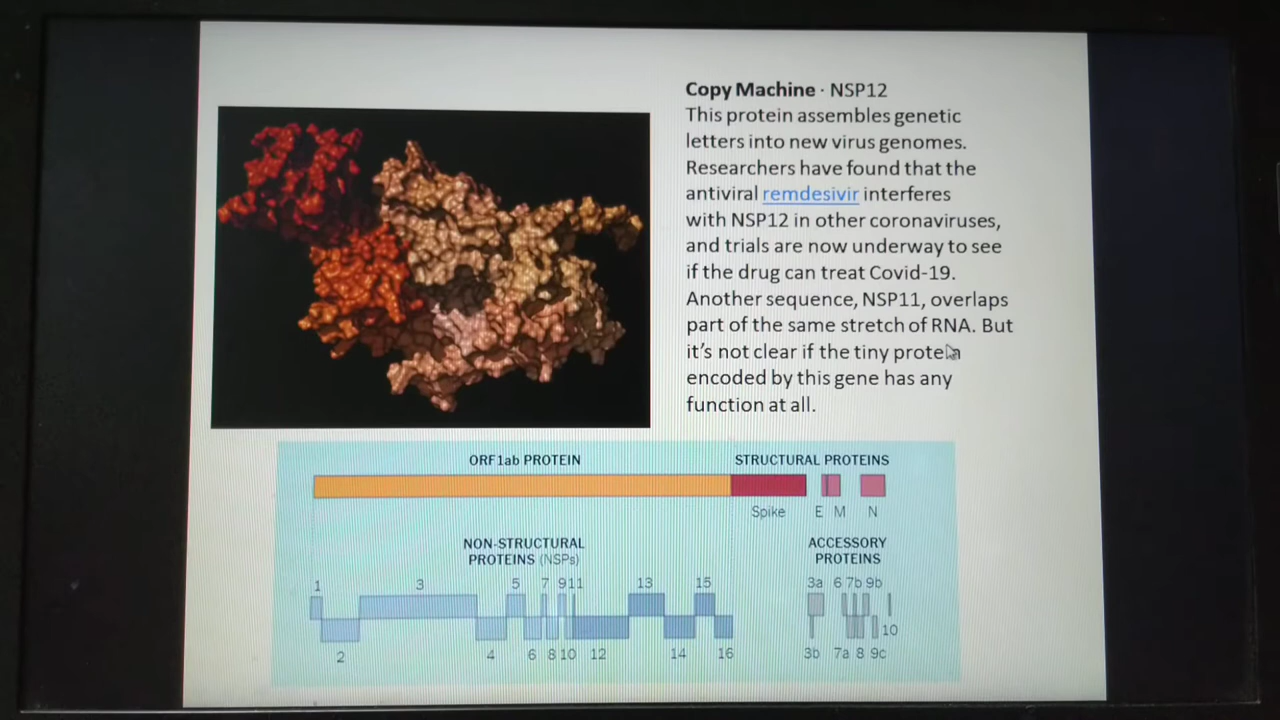 Copy Machine · NSP12
This protein assembles genetic
letters into new virus genomes.
Researchers have found that the
antiviral remdesivir interferes
with NSP12 in other coronaviruses,
and trials are now underway to see
if the drug can treat Covid-19.
Another sequence, NSP11, overlaps
part of the same stretch of RNA. But
it's not clear if the tiny protein
encoded by this gene has any
function at all.
ORF1ab PROTEIN STRUCTURAL PROTEINS
Spike E M N
NON-STRUCTURAL
PROTEINS (NSPs)
ACCESSORY
PROTEINS
1 3 5 7 9 11 13 15 3a 6 7b 9b
10
2 4 6 8 10 12 14 16 3b 7a 8 9c